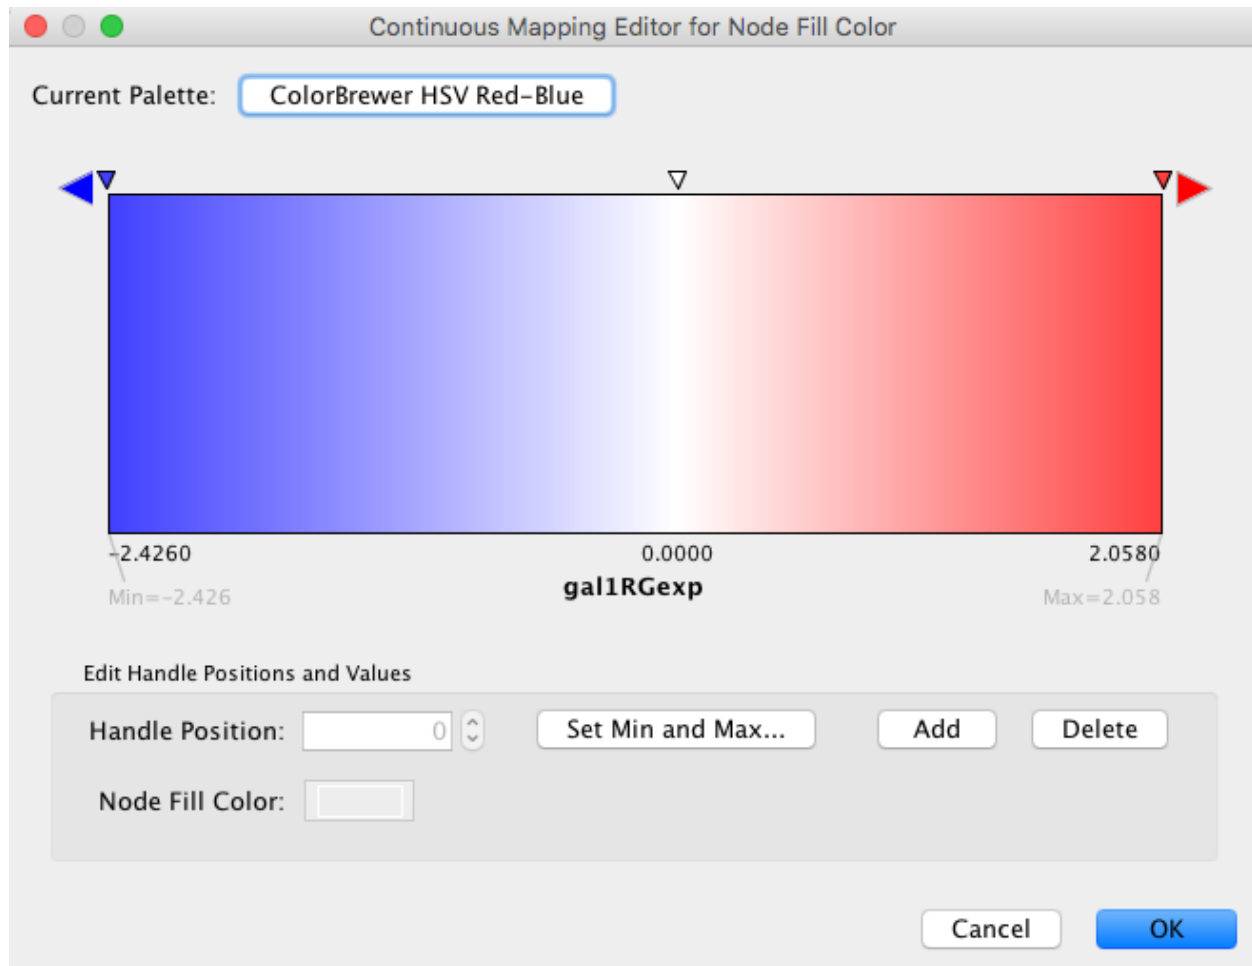 Continuous Mapping Editor for Node Fill Color
Current Palette: ColorBrewer HSV Red-Blue
-2.4260 0.0000 2.0580
Min=-2.426 gal1RGexp Max=2.058
Edit Handle Positions and Values
Handle Position: 0 Set Min and Max... Add Delete
Node Fill Color:
Cancel OK